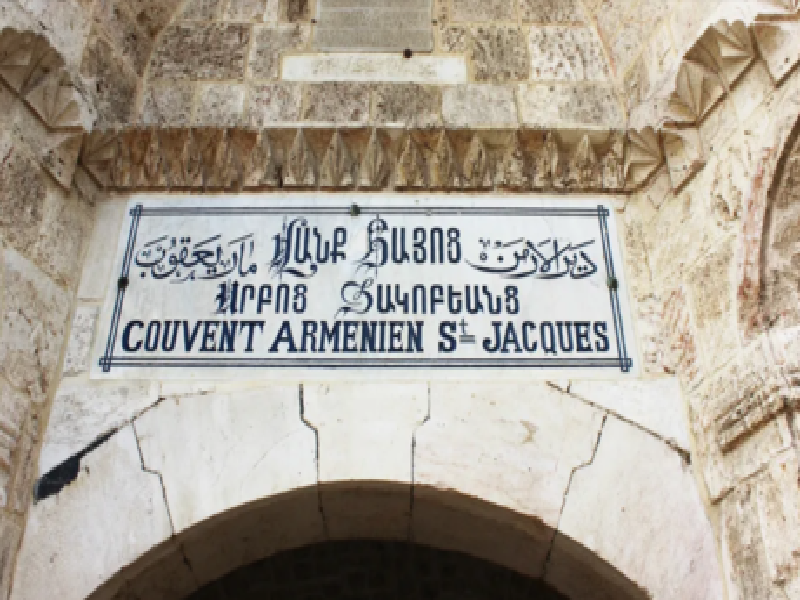 مار يعقوب ՎԱՆՔ ՀԱՅՈՑ دير الارمن
ՍՐԲՈՑ ՅԱԿՈԲԵԱՆՑ
COUVENT ARMENIEN St JACQUES